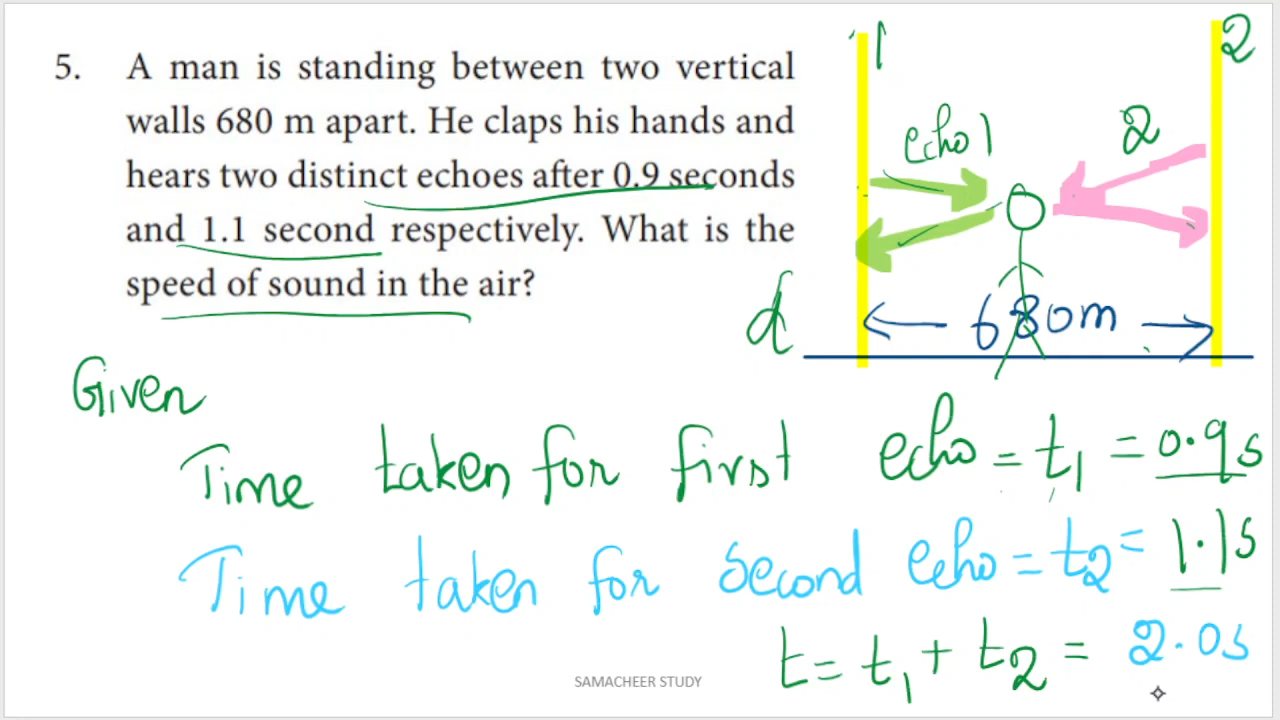 5. A man is standing between two vertical
walls 680 m apart. He claps his hands and
hears two distinct echoes after 0.9 seconds
and 1.1 second respectively. What is the
speed of sound in the air?
1
2
echo 1
2
d
680m
Given
Time taken for first echo = t₁ = 0.9s
Time taken for second echo = t₂ = 1.1s
t = t₁ + t₂ = 2.0s
SAMACHEER STUDY